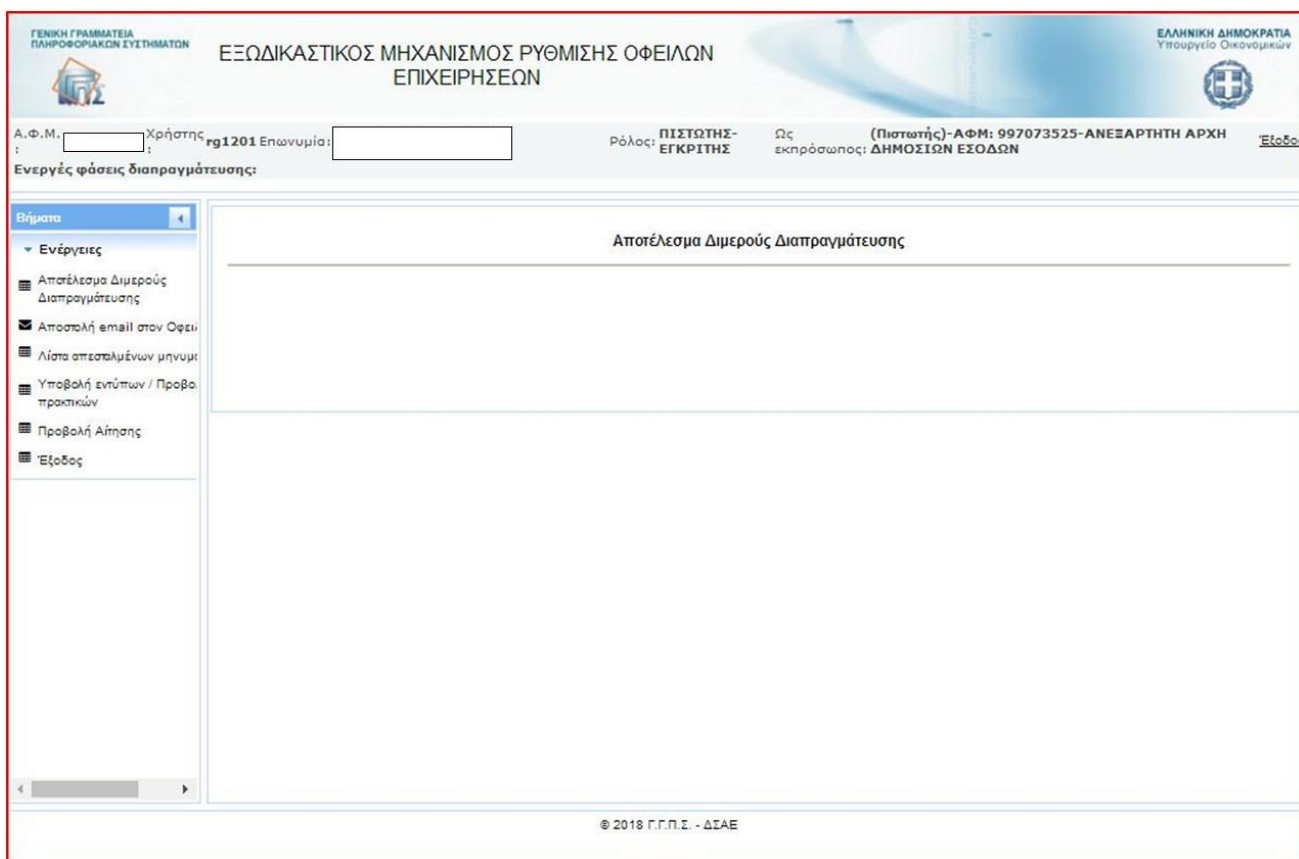 ΓΕΝΙΚΗ ΓΡΑΜΜΑΤΕΙΑ
ΠΛΗΡΟΦΟΡΙΑΚΩΝ ΣΥΣΤΗΜΑΤΩΝ
ΕΞΩΔΙΚΑΣΤΙΚΟΣ ΜΗΧΑΝΙΣΜΟΣ ΡΥΘΜΙΣΗΣ ΟΦΕΙΛΩΝ
ΕΠΙΧΕΙΡΗΣΕΩΝ
ΕΛΛΗΝΙΚΗ ΔΗΜΟΚΡΑΤΙΑ
Υπουργείο Οικονομικών
Α.Φ.Μ. :
Χρήστης :
rg1201 Επωνυμία:
Ρόλος: ΠΙΣΤΩΤΗΣ-
ΕΓΚΡΙΤΗΣ
Ως
εκπρόσωπος:
(Πιστωτής)-ΑΦΜ: 997073525-ΑΝΕΞΑΡΤΗΤΗ ΑΡΧΗ
ΔΗΜΟΣΙΩΝ ΕΣΟΔΩΝ
Έξοδος
Ενεργές φάσεις διαπραγμάτευσης:
Βήματα
Ενέργειες
Αποτέλεσμα Διμερούς
Διαπραγμάτευσης
Αποστολή email στον Οφει
Λίστα απεσταλμένων μηνυμ
Υποβολή εντύπων / Προβο
πρακτικών
Προβολή Αίτησης
Έξοδος
Αποτέλεσμα Διμερούς Διαπραγμάτευσης
© 2018 Γ.Γ.Π.Σ. - ΔΣΑΕ